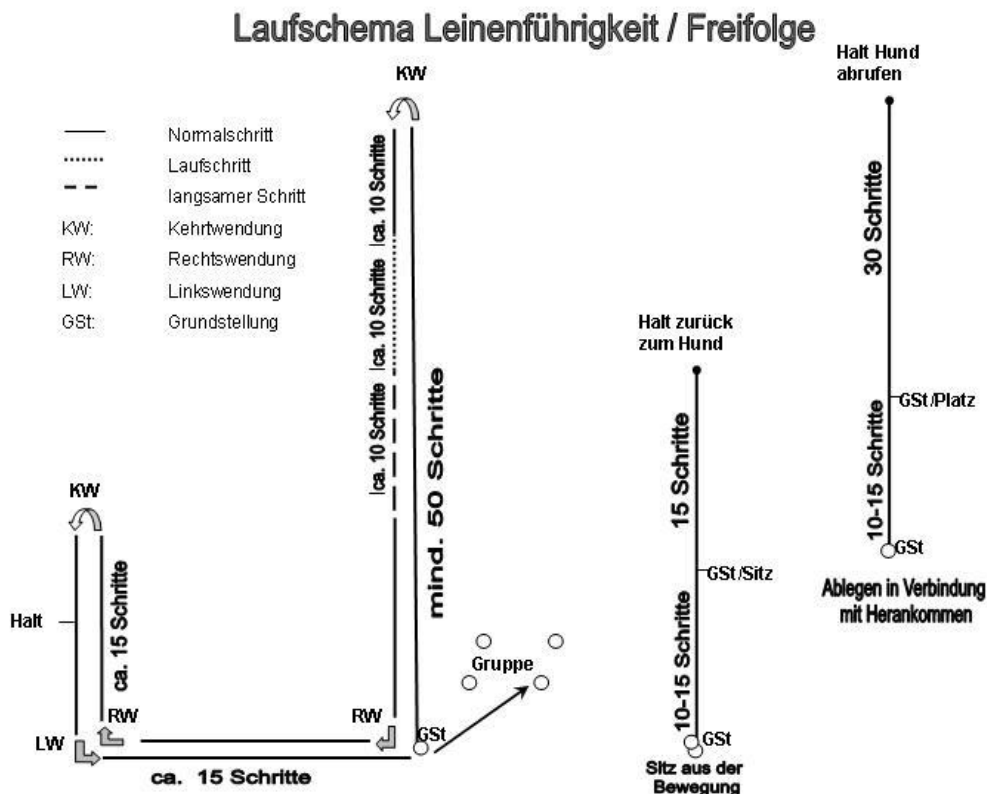 Laufschema Leinenführigkeit / Freifolge
Normalschritt
Laufschritt
langsamer Schritt
KW: Kehrtwendung
RW: Rechtswendung
LW: Linkswendung
GSt: Grundstellung
KW
ca. 10 Schritte
ca. 10 Schritte
ca. 10 Schritte
mind. 50 Schritte
KW
Halt
ca. 15 Schritte
RW
LW
ca. 15 Schritte
RW
GSt
Gruppe
Halt zurück
zum Hund
15 Schritte
GSt/Sitz
10-15 Schritte
GSt
Sitz aus der
Bewegung
Halt Hund
abrufen
30 Schritte
GSt/Platz
10-15 Schritte
GSt
Ablegen in Verbindung
mit Herankommen